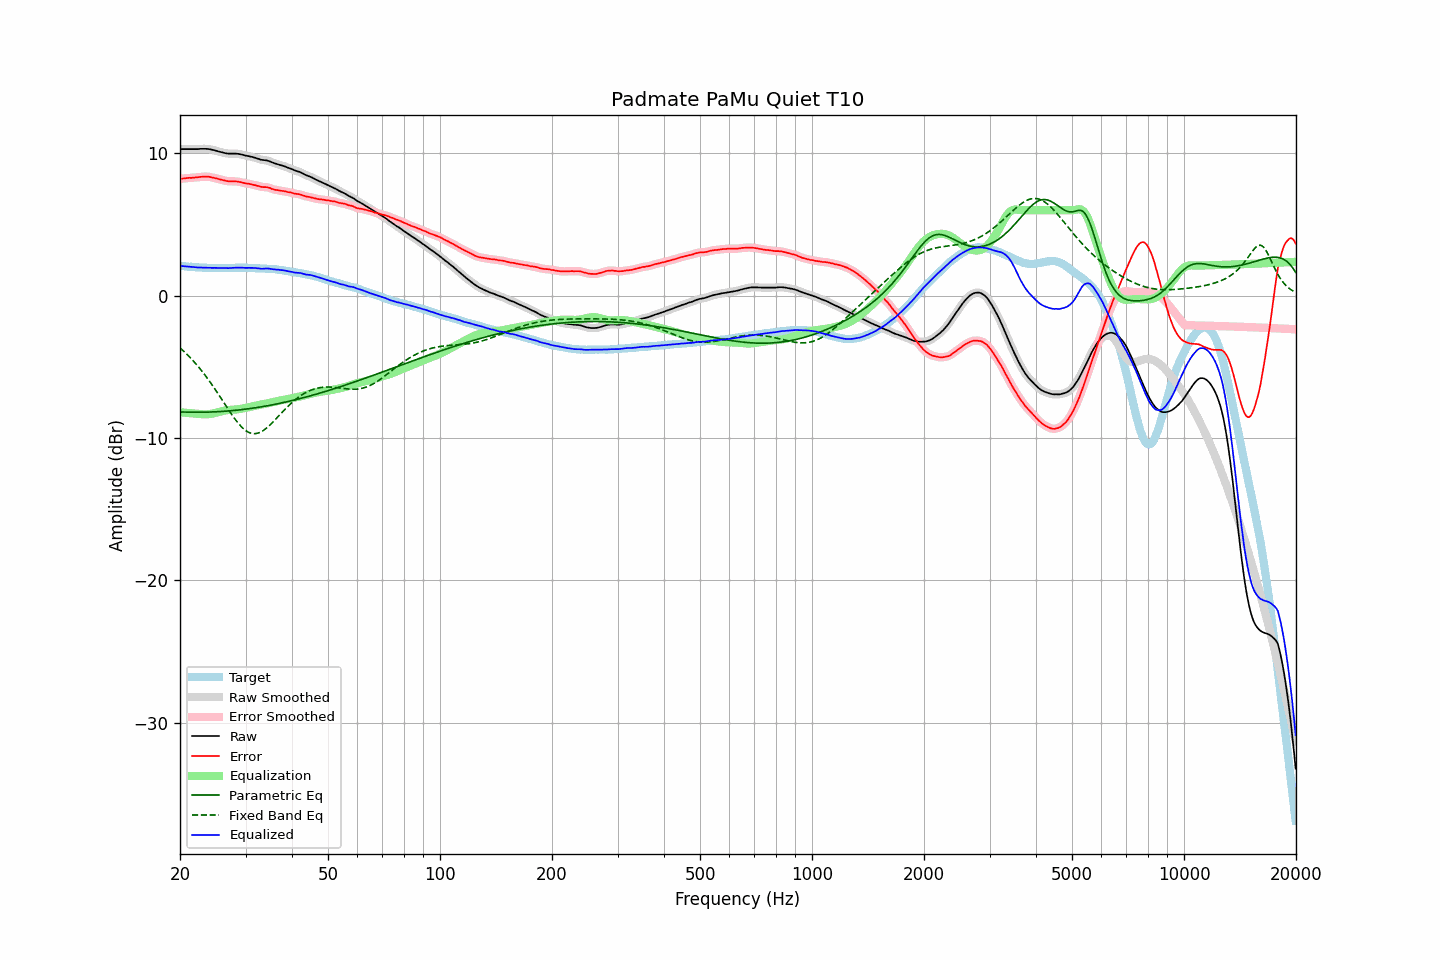 Padmate PaMu Quiet T10
Amplitude (dBr)
10
0
−10
−20
−30
Target
Raw Smoothed
Error Smoothed
Raw
Error
Equalization
Parametric Eq
Fixed Band Eq
Equalized
20 50 100 200 500 1000 2000 5000 10000 20000
Frequency (Hz)